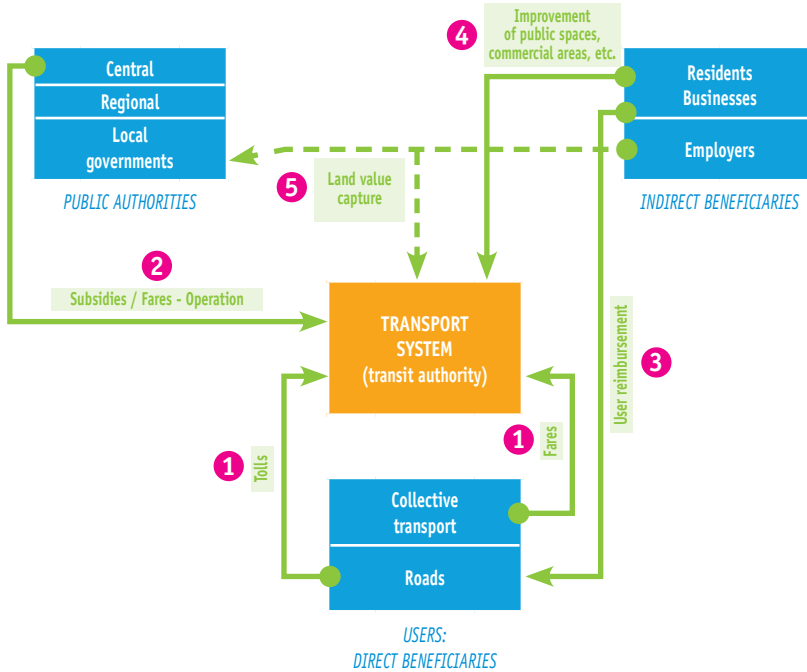 4
Improvement
of public spaces,
commercial areas, etc.
Central
Regional
Local
governments
PUBLIC AUTHORITIES
Residents
Businesses
Employers
INDIRECT BENEFICIARIES
5
Land value
capture
2
Subsidies / Fares - Operation
TRANSPORT
SYSTEM
(transit authority)
User reimbursement
3
1
Tolls
1
Fares
Collective
transport
Roads
USERS:
DIRECT BENEFICIARIES